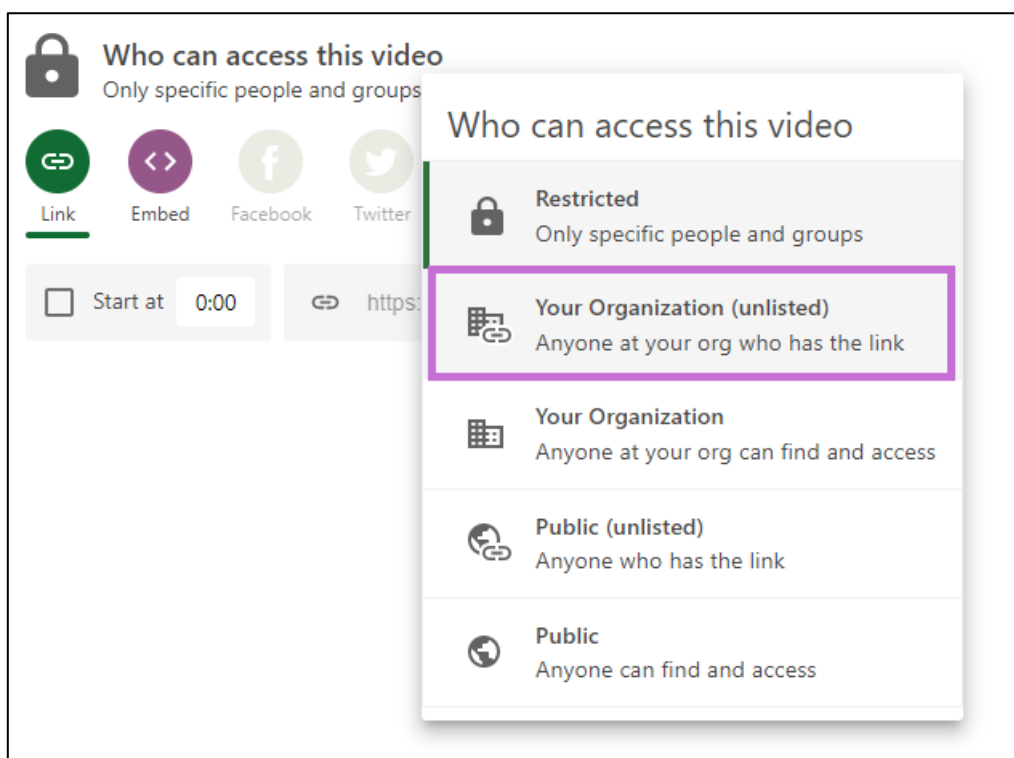 Who can access this video
Only specific people and groups
Link
Embed
Facebook
Twitter
Start at
0:00
https:
Who can access this video
Restricted
Only specific people and groups
Your Organization (unlisted)
Anyone at your org who has the link
Your Organization
Anyone at your org can find and access
Public (unlisted)
Anyone who has the link
Public
Anyone can find and access